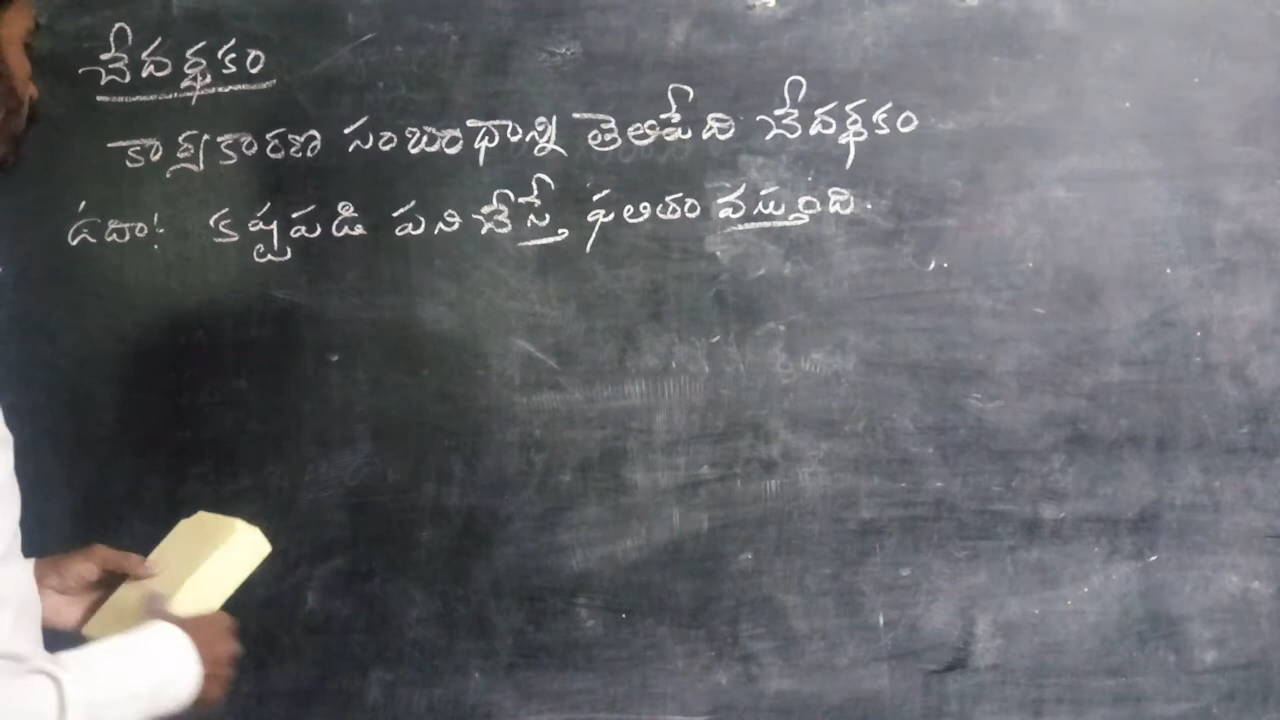 చేదర్థకం
కార్యకారణ సంబంధాన్ని తెలిపేది చేదర్థకం
ఉదా: కష్టపడి పనిచేస్తే ఫలితం వస్తుంది.